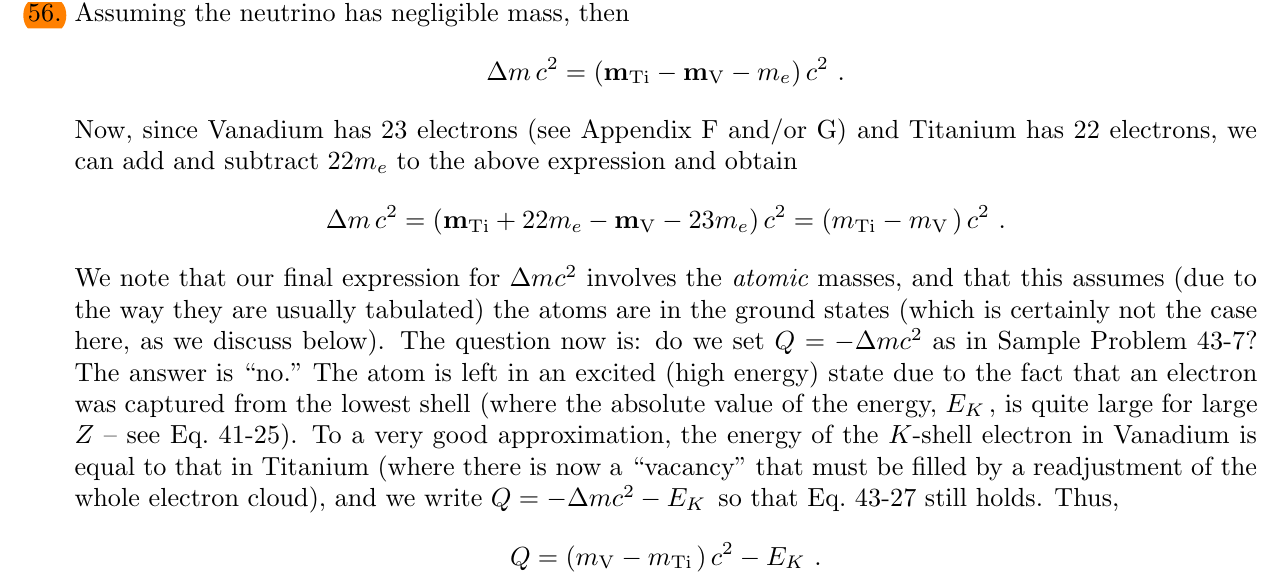 56. Assuming the neutrino has negligible mass, then
Δm c² = (𝐦_Ti − 𝐦_V − m_e) c² .
Now, since Vanadium has 23 electrons (see Appendix F and/or G) and Titanium has 22 electrons, we
can add and subtract 22m_e to the above expression and obtain
Δm c² = (𝐦_Ti + 22m_e − 𝐦_V − 23m_e) c² = (m_Ti − m_V) c² .
We note that our final expression for Δmc² involves the atomic masses, and that this assumes (due to
the way they are usually tabulated) the atoms are in the ground states (which is certainly not the case
here, as we discuss below). The question now is: do we set Q = −Δmc² as in Sample Problem 43-7?
The answer is “no.” The atom is left in an excited (high energy) state due to the fact that an electron
was captured from the lowest shell (where the absolute value of the energy, E_K, is quite large for large
Z – see Eq. 41-25). To a very good approximation, the energy of the K-shell electron in Vanadium is
equal to that in Titanium (where there is now a “vacancy” that must be filled by a readjustment of the
whole electron cloud), and we write Q = −Δmc² − E_K so that Eq. 43-27 still holds. Thus,
Q = (m_V − m_Ti) c² − E_K .